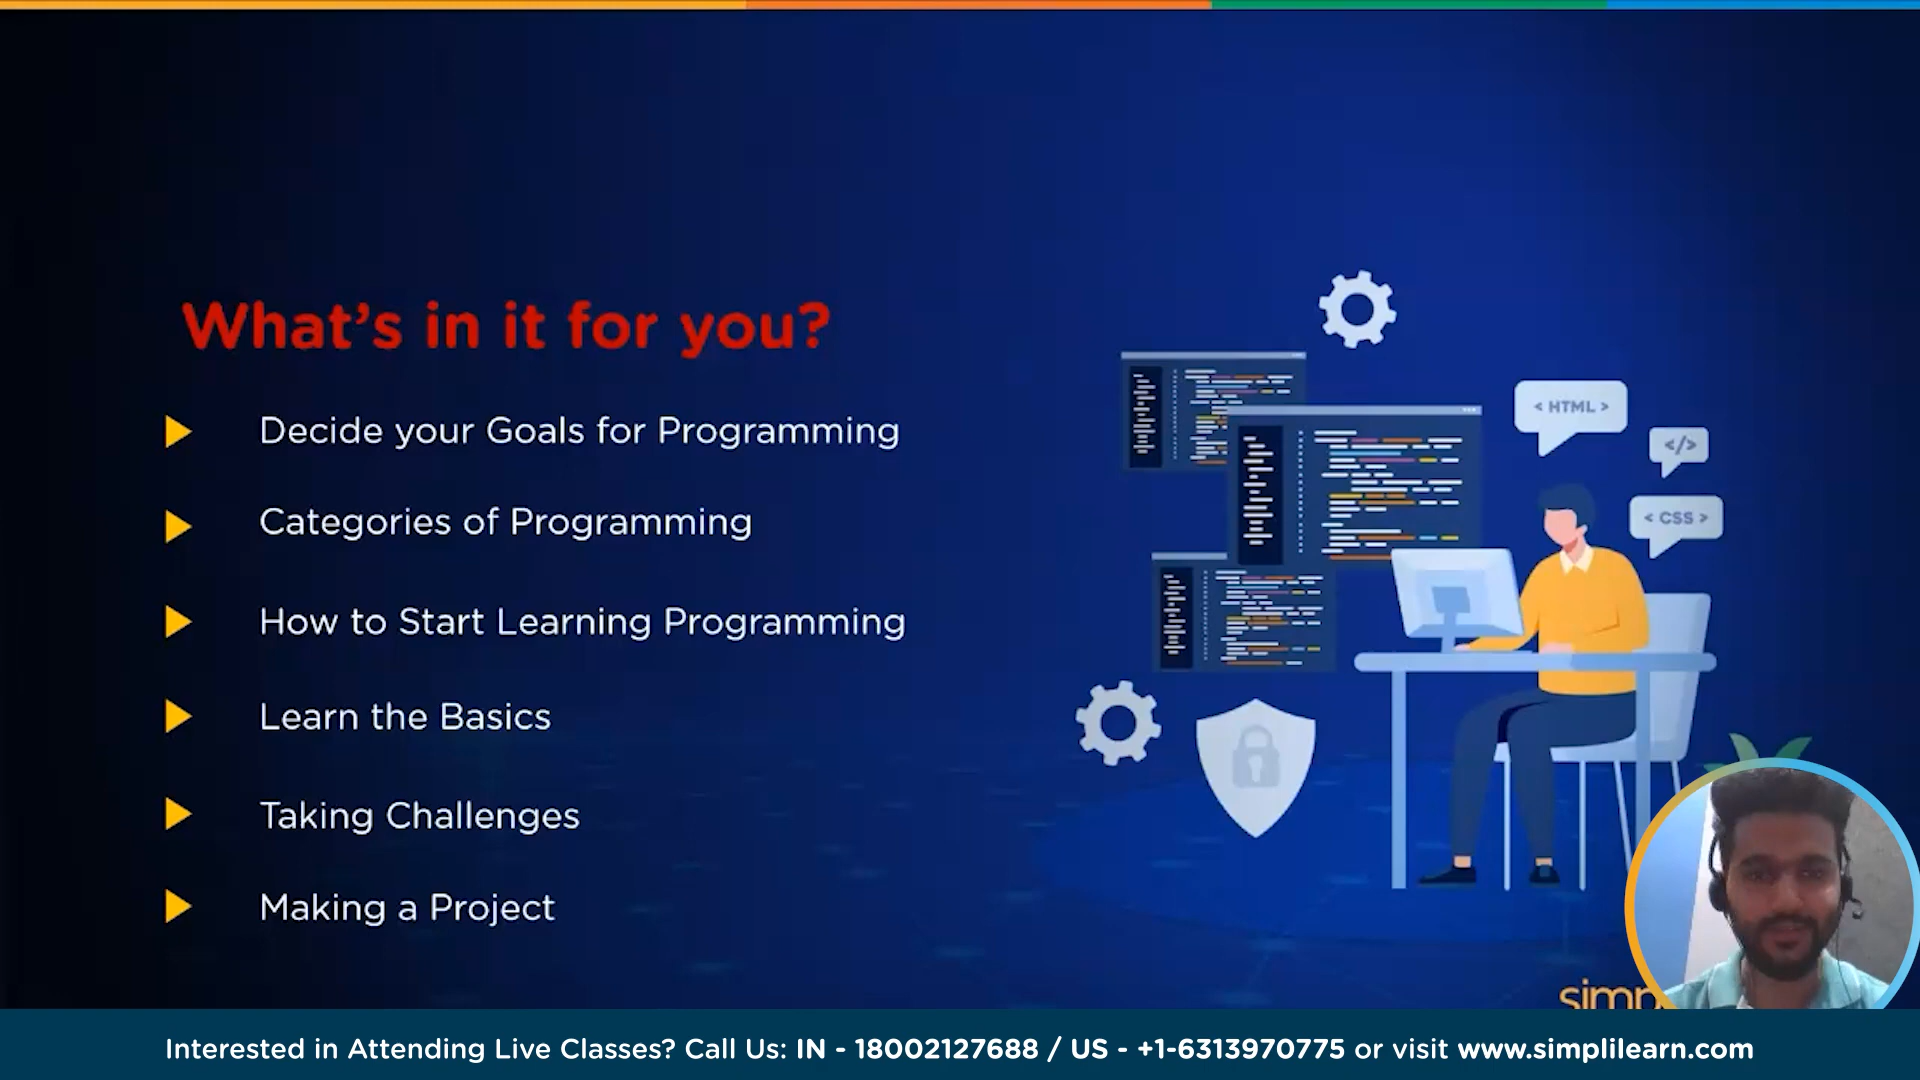 What's in it for you?
Decide your Goals for Programming
Categories of Programming
How to Start Learning Programming
Learn the Basics
Taking Challenges
Making a Project
< HTML >
</>
< CSS >
simp
Interested in Attending Live Classes? Call Us: IN - 18002127688 / US - +1-6313970775 or visit www.simplilearn.com